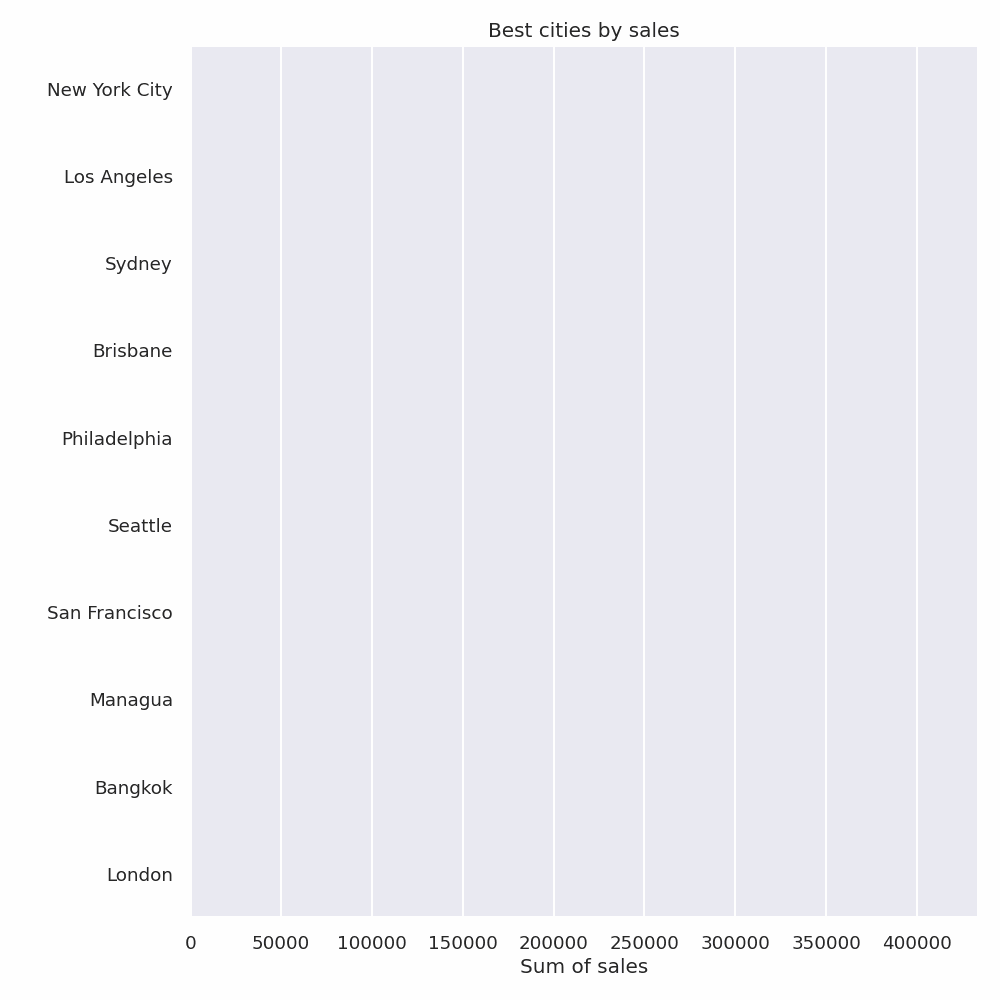 Best cities by sales
New York City
Los Angeles
Sydney
Brisbane
Philadelphia
Seattle
San Francisco
Managua
Bangkok
London
0 50000 100000 150000 200000 250000 300000 350000 400000
Sum of sales